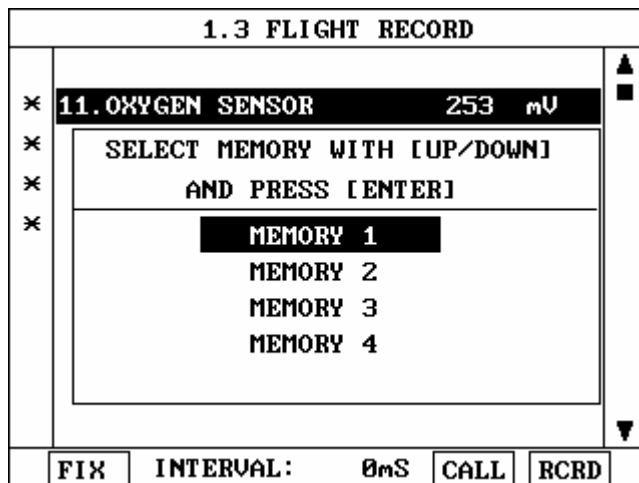 1.3 FLIGHT RECORD
* 11.OXYGEN SENSOR 253 mV
* SELECT MEMORY WITH [UP/DOWN]
* AND PRESS [ENTER]
* MEMORY 1
MEMORY 2
MEMORY 3
MEMORY 4
FIX INTERVAL: 0mS CALL RCRD